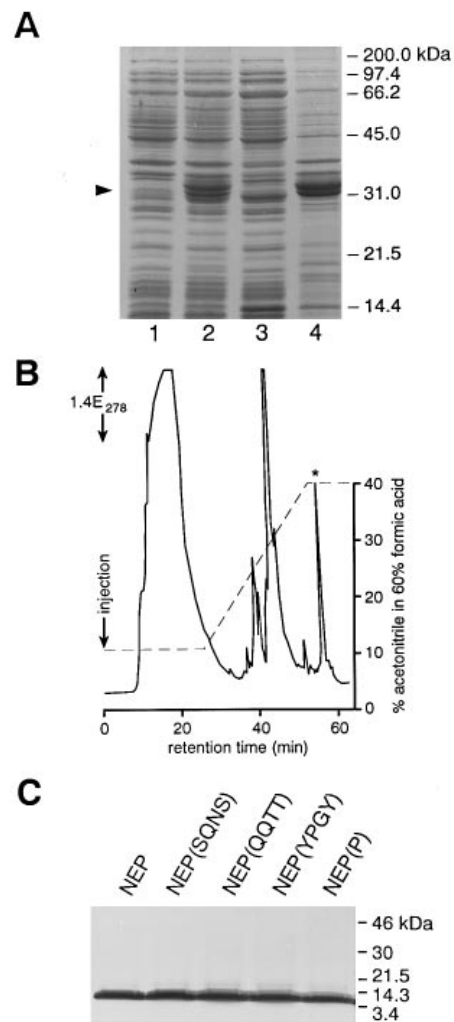 A
200.0 kDa
97.4
66.2
45.0
31.0
21.5
14.4
1 2 3 4
B
1.4E278
injection
*
40
30
20
10
0
% acetonitrile in 60% formic acid
0 20 40 60
retention time (min)
C
NEP NEP(SQNS) NEP(QQTT) NEP(YPGY) NEP(P)
46 kDa
30
21.5
14.3
3.4